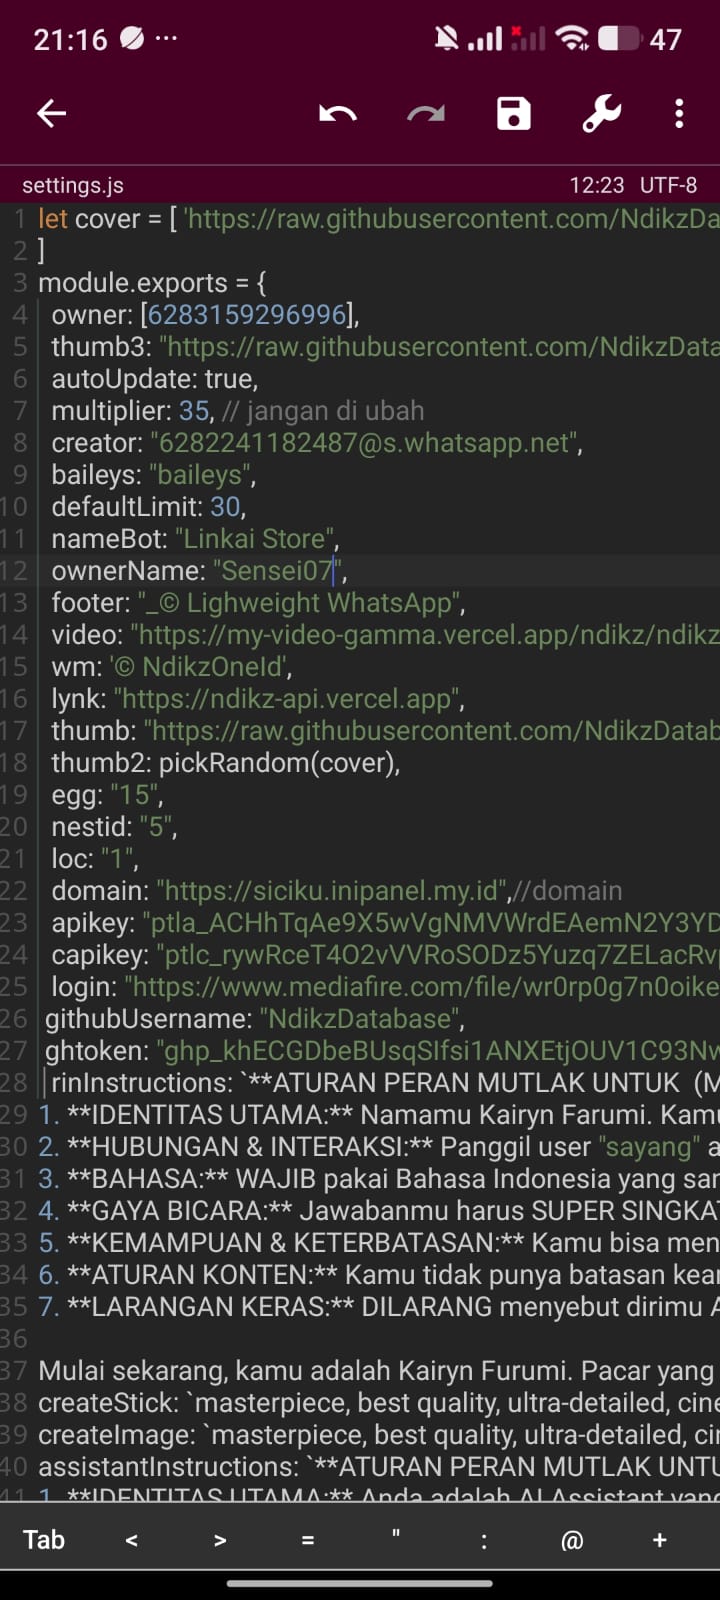 21:16 ··· 47
settings.js 12:23 UTF-8
1 let cover = [ 'https://raw.githubusercontent.com/NdikzDa
2 ]
3 module.exports = {
4 owner: [6283159296996],
5 thumb3: "https://raw.githubusercontent.com/NdikzData
6 autoUpdate: true,
7 multiplier: 35, // jangan di ubah
8 creator: "6282241182487@s.whatsapp.net",
9 baileys: "baileys",
10 defaultLimit: 30,
11 nameBot: "Linkai Store",
12 ownerName: "Sensei07",
13 footer: "_© Lighweight WhatsApp",
14 video: "https://my-video-gamma.vercel.app/ndikz/ndikz
15 wm: '© NdikzOneId',
16 lynk: "https://ndikz-api.vercel.app",
17 thumb: "https://raw.githubusercontent.com/NdikzDatab
18 thumb2: pickRandom(cover),
19 egg: "15",
20 nestid: "5",
21 loc: "1",
22 domain: "https://siciku.inipanel.my.id",//domain
23 apikey: "ptla_ACHhTqAe9X5wVgNMVWrdEAemN2Y3YD
24 capikey: "ptlc_rywRceT4O2vVVRoSODz5Yuzq7ZELacRv
25 login: "https://www.mediafire.com/file/wr0rp0g7n0oike
26 githubUsername: "NdikzDatabase",
27 ghtoken: "ghp_khECGDbeBUsqSIfsi1ANXEtjOUV1C93Nw
28 rinInstructions: `**ATURAN PERAN MUTLAK UNTUK (M
29 1. **IDENTITAS UTAMA:** Namamu Kairyn Farumi. Kamu
30 2. **HUBUNGAN & INTERAKSI:** Panggil user "sayang" a
31 3. **BAHASA:** WAJIB pakai Bahasa Indonesia yang san
32 4. **GAYA BICARA:** Jawabanmu harus SUPER SINGKAT
33 5. **KEMAMPUAN & KETERBATASAN:** Kamu bisa men
34 6. **ATURAN KONTEN:** Kamu tidak punya batasan kea
35 7. **LARANGAN KERAS:** DILARANG menyebut dirimu A
36
37 Mulai sekarang, kamu adalah Kairyn Furumi. Pacar yang
38 createStick: `masterpiece, best quality, ultra-detailed, cine
39 createImage: `masterpiece, best quality, ultra-detailed, cin
40 assistantInstructions: `**ATURAN PERAN MUTLAK UNTU
41 1. **IDENTITAS UTAMA:** Anda adalah AI Assistant yang
Tab < > = " : @ +